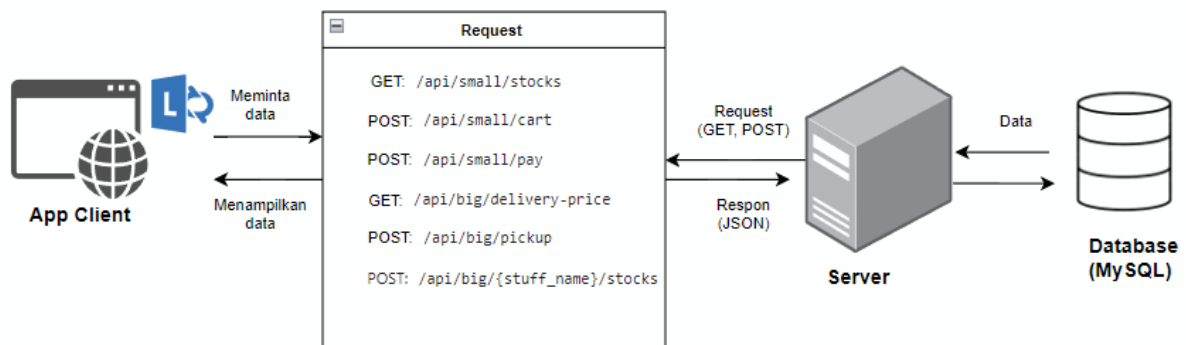 Request
GET: /api/small/stocks
POST: /api/small/cart
POST: /api/small/pay
GET: /api/big/delivery-price
POST: /api/big/pickup
POST: /api/big/{stuff_name}/stocks
L
Meminta
data
Menampilkan
data
App Client
Request
(GET, POST)
Respon
(JSON)
Server
Data
Database
(MySQL)